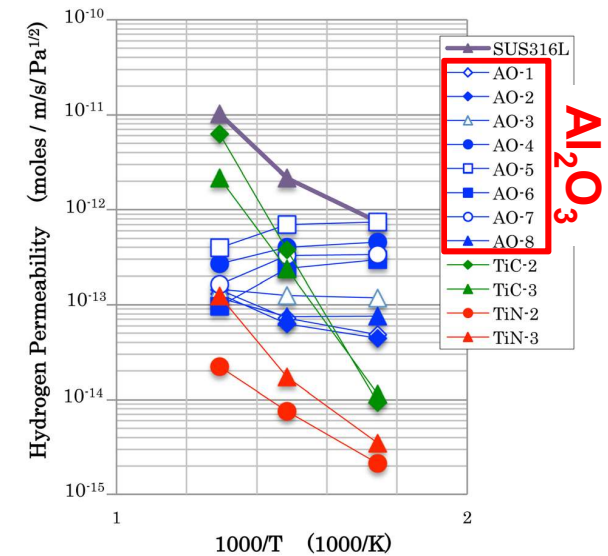 10-10
10-11
10-12
10-13
10-14
10-15
Hydrogen Permeability (moles / m/s/ Pa1/2)
1
2
1000/T (1000/K)
SUS316L
AO-1
AO-2
AO-3
AO-4
AO-5
AO-6
AO-7
AO-8
TiC-2
TiC-3
TiN-2
TiN-3
Al2O3